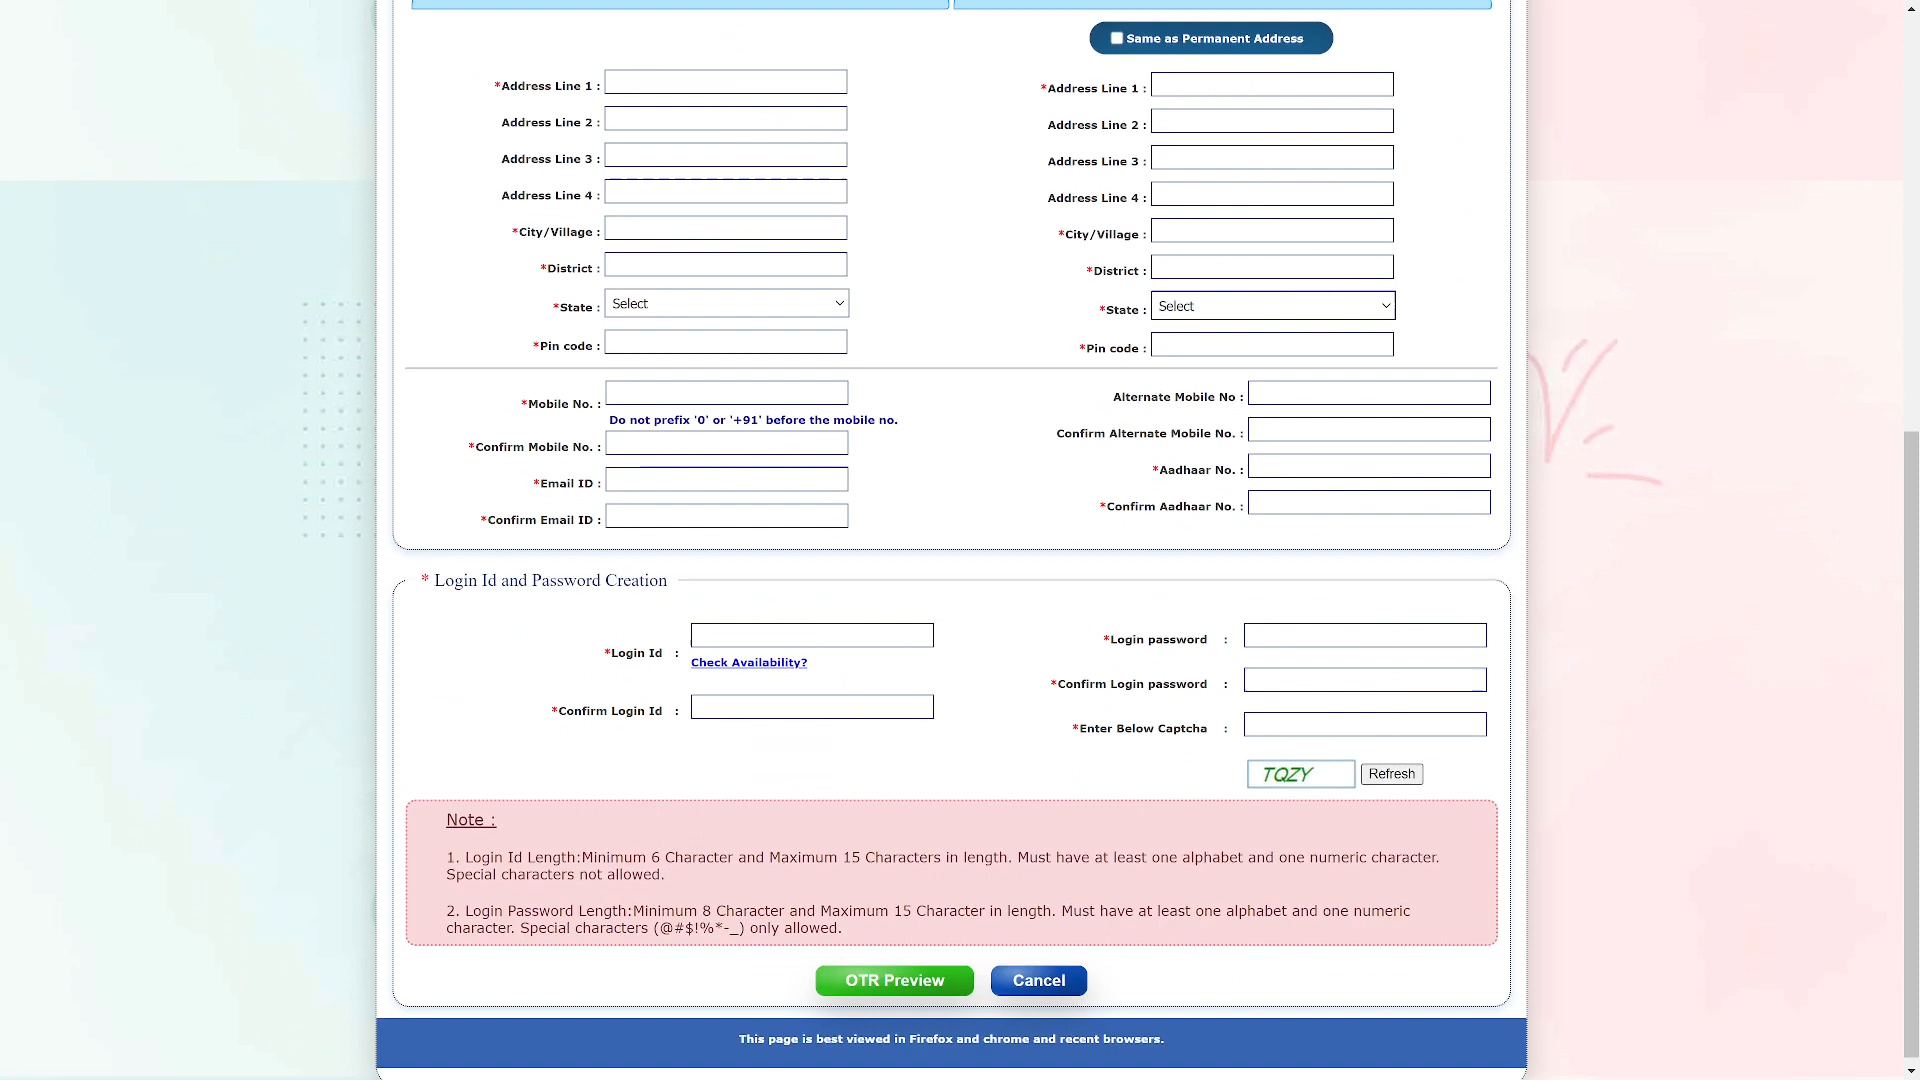 Same as Permanent Address
*Address Line 1 :
Address Line 2 :
Address Line 3 :
Address Line 4 :
*City/Village :
*District :
*State : Select
*Pin code :
*Address Line 1 :
Address Line 2 :
Address Line 3 :
Address Line 4 :
*City/Village :
*District :
*State : Select
*Pin code :
*Mobile No. :
Do not prefix '0' or '+91' before the mobile no.
*Confirm Mobile No. :
*Email ID :
*Confirm Email ID :
Alternate Mobile No :
Confirm Alternate Mobile No. :
*Aadhaar No. :
*Confirm Aadhaar No. :
* Login Id and Password Creation
*Login Id :
Check Availability?
*Confirm Login Id :
*Login password :
*Confirm Login password :
*Enter Below Captcha :
TQZY Refresh
Note :
1. Login Id Length:Minimum 6 Character and Maximum 15 Characters in length. Must have at least one alphabet and one numeric character.
Special characters not allowed.
2. Login Password Length:Minimum 8 Character and Maximum 15 Character in length. Must have at least one alphabet and one numeric
character. Special characters (@#$!%*-_) only allowed.
OTR Preview Cancel
This page is best viewed in Firefox and chrome and recent browsers.